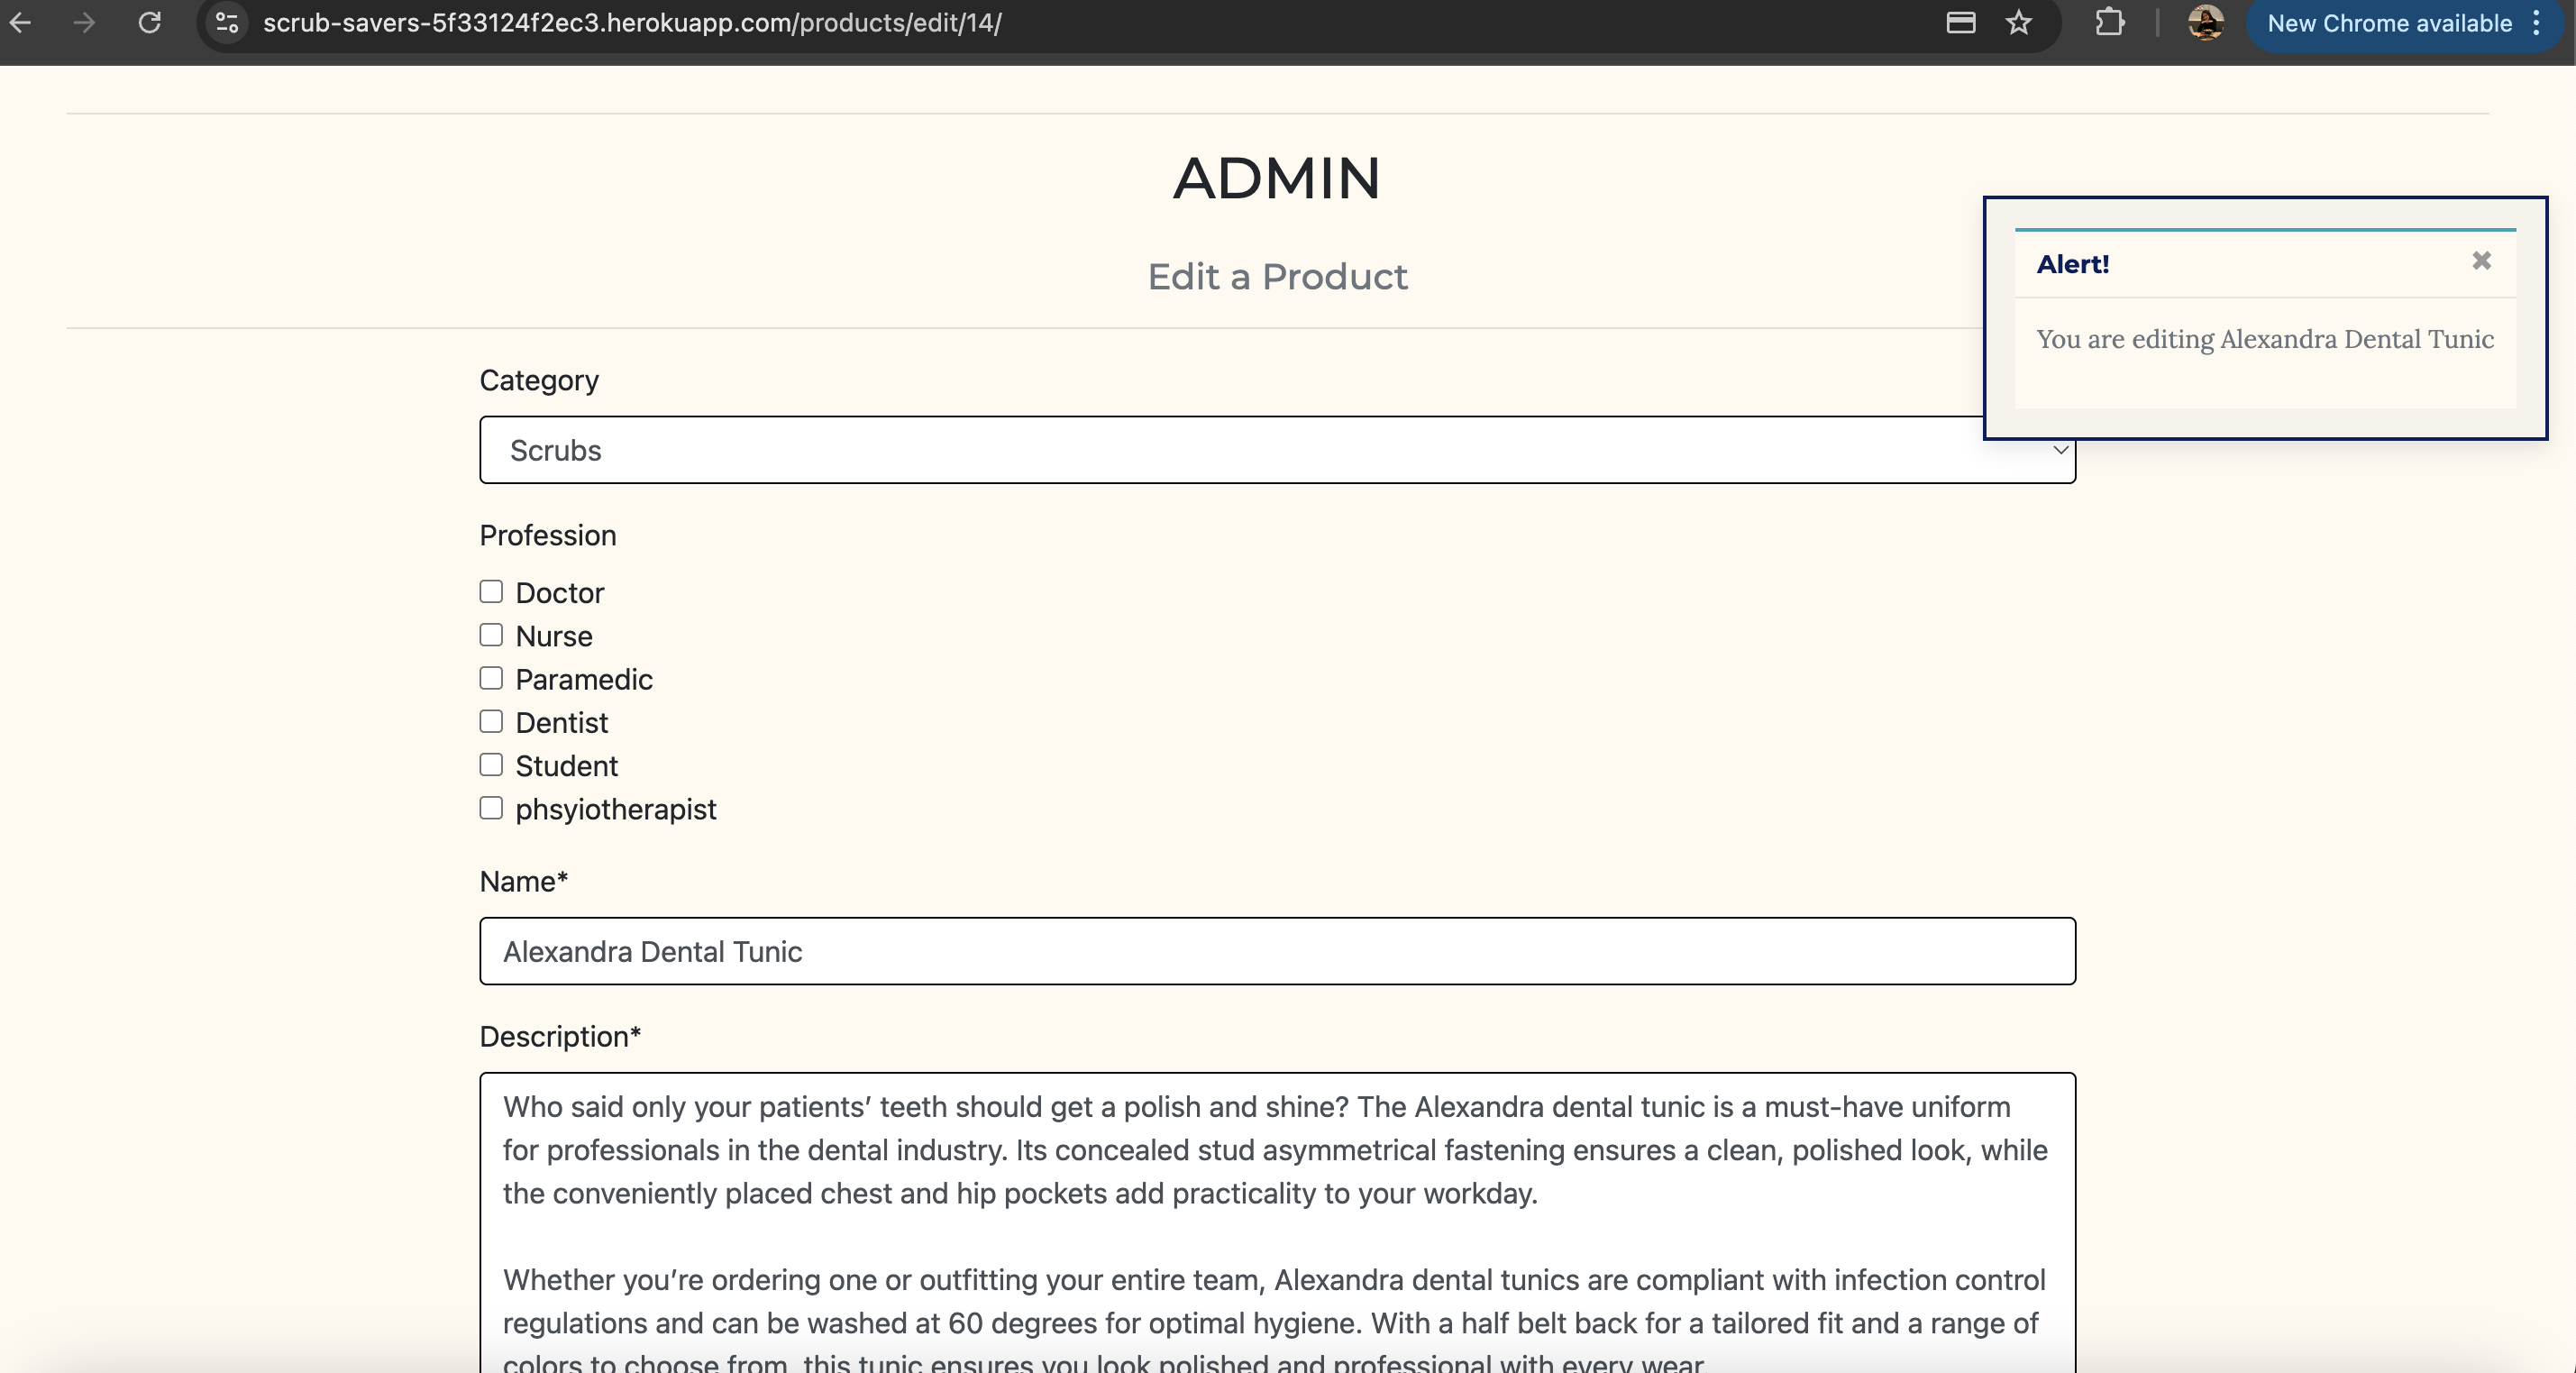 scrub-savers-5f33124f2ec3.herokuapp.com/products/edit/14/
New Chrome available
ADMIN
Edit a Product
Alert!
You are editing Alexandra Dental Tunic
Category
Scrubs
Profession
Doctor
Nurse
Paramedic
Dentist
Student
phsyiotherapist
Name*
Alexandra Dental Tunic
Description*
Who said only your patients’ teeth should get a polish and shine? The Alexandra dental tunic is a must-have uniform
for professionals in the dental industry. Its concealed stud asymmetrical fastening ensures a clean, polished look, while
the conveniently placed chest and hip pockets add practicality to your workday.
Whether you’re ordering one or outfitting your entire team, Alexandra dental tunics are compliant with infection control
regulations and can be washed at 60 degrees for optimal hygiene. With a half belt back for a tailored fit and a range of
colors to choose from, this tunic ensures you look polished and professional with every wear.